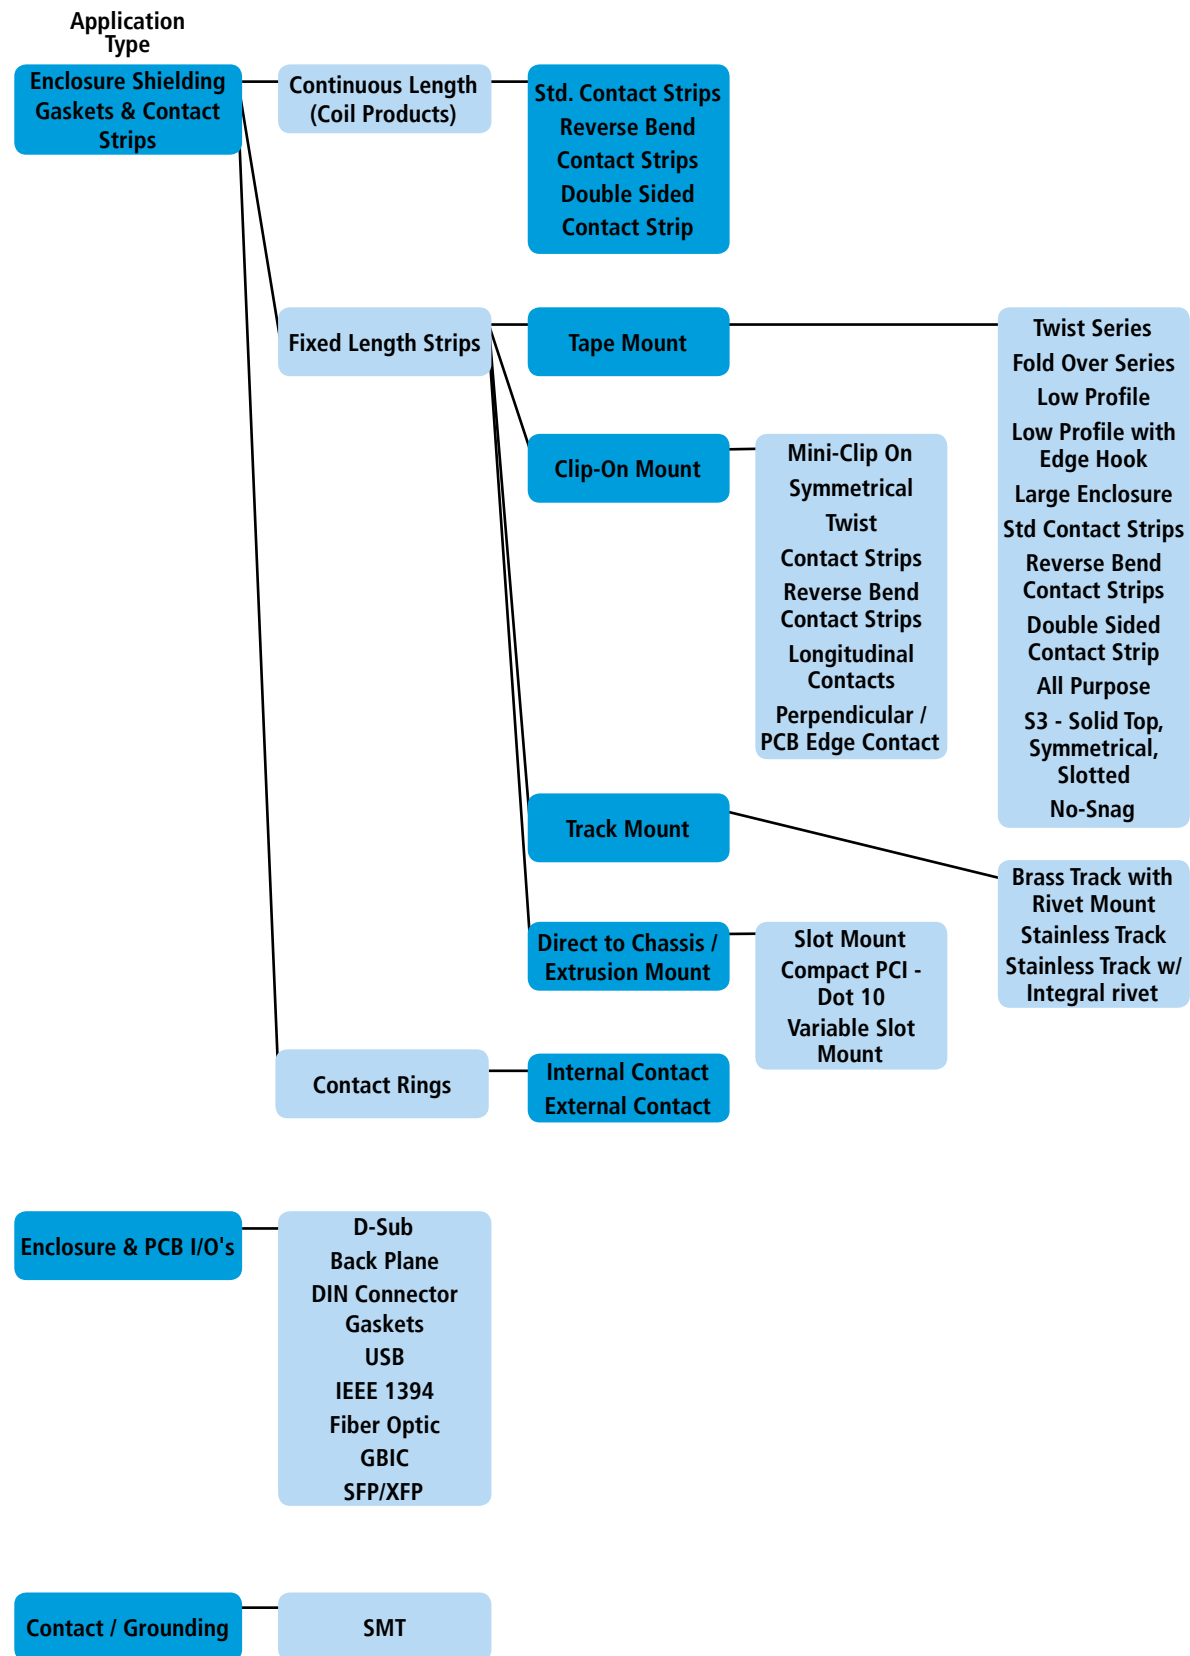 Application
Type
Enclosure Shielding
Gaskets & Contact
Strips
Continuous Length
(Coil Products)
Std. Contact Strips
Reverse Bend
Contact Strips
Double Sided
Contact Strip
Fixed Length Strips
Tape Mount
Twist Series
Fold Over Series
Low Profile
Low Profile with
Edge Hook
Large Enclosure
Std Contact Strips
Reverse Bend
Contact Strips
Double Sided
Contact Strip
All Purpose
S3 - Solid Top,
Symmetrical,
Slotted
No-Snag
Clip-On Mount
Mini-Clip On
Symmetrical
Twist
Contact Strips
Reverse Bend
Contact Strips
Longitudinal
Contacts
Perpendicular /
PCB Edge Contact
Track Mount
Brass Track with
Rivet Mount
Stainless Track
Stainless Track w/
Integral rivet
Direct to Chassis /
Extrusion Mount
Slot Mount
Compact PCI -
Dot 10
Variable Slot
Mount
Contact Rings
Internal Contact
External Contact
Enclosure & PCB I/O's
D-Sub
Back Plane
DIN Connector
Gaskets
USB
IEEE 1394
Fiber Optic
GBIC
SFP/XFP
Contact / Grounding
SMT